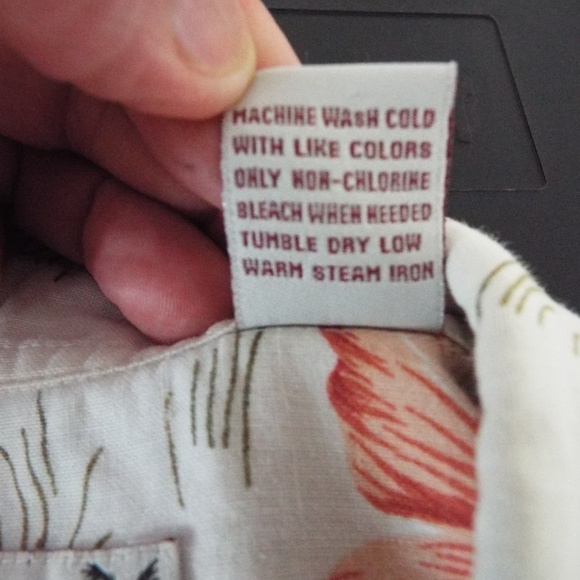 MACHINE WASH COLD
WITH LIKE COLORS
ONLY NON-CHLORINE
BLEACH WHEN NEEDED
TUMBLE DRY LOW
WARM STEAM IRON